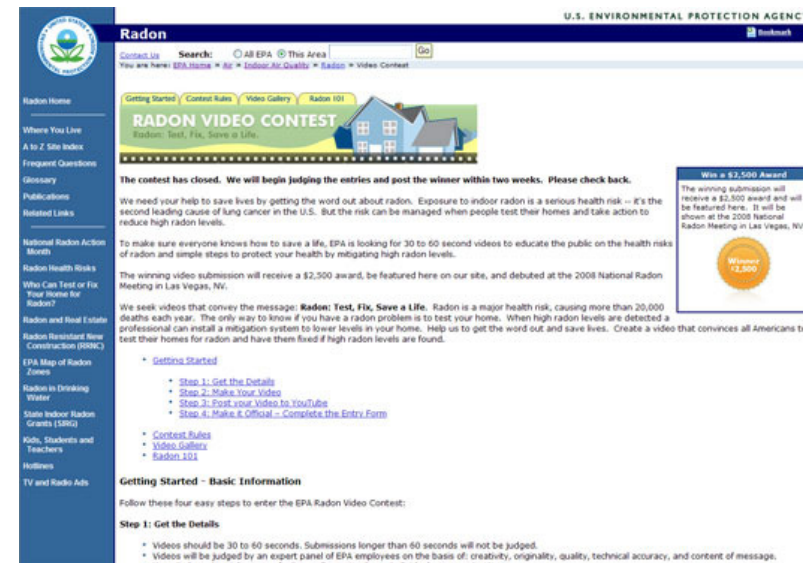 U.S. ENVIRONMENTAL PROTECTION AGENC
Radon
Bookmark
Contact Us Search: All EPA This Area Go
You are here: EPA Home » Air » Indoor Air Quality » Radon » Video Contest
Radon Home
Where You Live
A to Z Site Index
Frequent Questions
Glossary
Publications
Related Links
National Radon Action
Month
Radon Health Risks
Who Can Test or Fix
Your Home for
Radon?
Radon and Real Estate
Radon Resistant New
Construction (RRNC)
EPA Map of Radon
Zones
Radon in Drinking
Water
State Indoor Radon
Grants (SIRG)
Kids, Students and
Teachers
Hotlines
TV and Radio Ads
Getting Started Contest Rules Video Gallery Radon 101
RADON VIDEO CONTEST
Radon: Test, Fix, Save a Life.
The contest has closed. We will begin judging the entries and post the winner within two weeks. Please check back.
We need your help to save lives by getting the word out about radon. Exposure to indoor radon is a serious health risk -- it's the
second leading cause of lung cancer in the U.S. But the risk can be managed when people test their homes and take action to
reduce high radon levels.
To make sure everyone knows how to save a life, EPA is looking for 30 to 60 second videos to educate the public on the health risks
of radon and simple steps to protect your health by mitigating high radon levels.
The winning video submission will receive a $2,500 award, be featured here on our site, and debuted at the 2008 National Radon
Meeting in Las Vegas, NV.
We seek videos that convey the message: Radon: Test, Fix, Save a Life. Radon is a major health risk, causing more than 20,000
deaths each year. The only way to know if you have a radon problem is to test your home. When high radon levels are detected a
professional can install a mitigation system to lower levels in your home. Help us to get the word out and save lives. Create a video that convinces all Americans to
test their homes for radon and have them fixed if high radon levels are found.
Win a $2,500 Award
The winning submission will
receive a $2,500 award and will
be featured here. It will be
shown at the 2008 National
Radon Meeting in Las Vegas, NV.
Winner
$2,500
Getting Started
Step 1: Get the Details
Step 2: Make Your Video
Step 3: Post your Video to YouTube
Step 4: Make it Official – Complete the Entry Form
Contest Rules
Video Gallery
Radon 101
Getting Started - Basic Information
Follow these four easy steps to enter the EPA Radon Video Contest:
Step 1: Get the Details
Videos should be 30 to 60 seconds. Submissions longer than 60 seconds will not be judged.
Videos will be judged by an expert panel of EPA employees on the basis of: creativity, originality, quality, technical accuracy, and content of message.